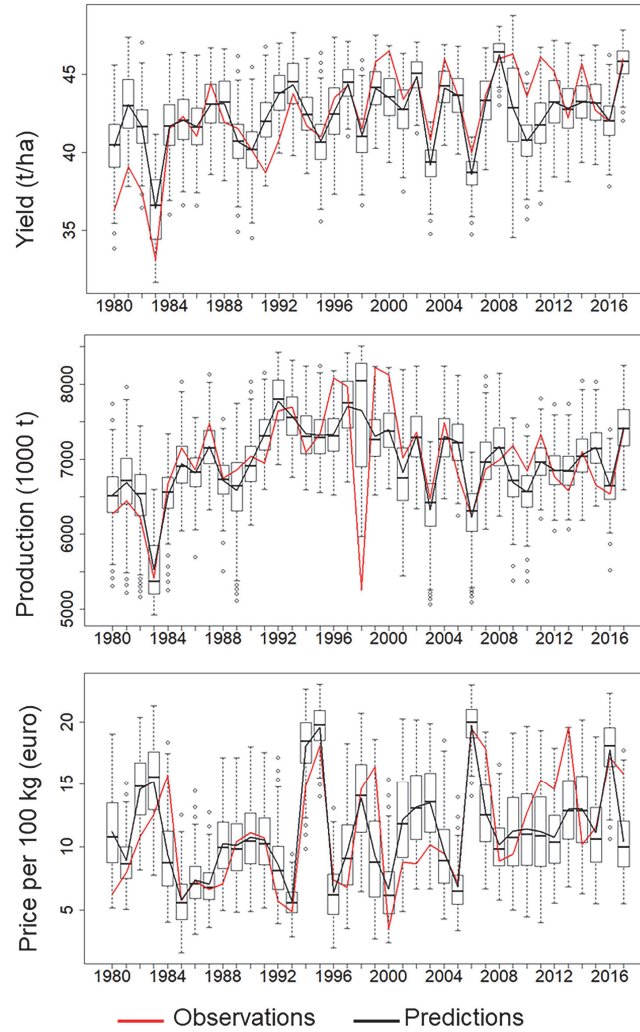 Yield (t/ha)
45
40
35
1980 1984 1988 1992 1996 2000 2004 2008 2012 2016
Production (1000 t)
8000
7000
6000
5000
1980 1984 1988 1992 1996 2000 2004 2008 2012 2016
Price per 100 kg (euro)
20
15
10
5
1980 1984 1988 1992 1996 2000 2004 2008 2012 2016
Observations Predictions